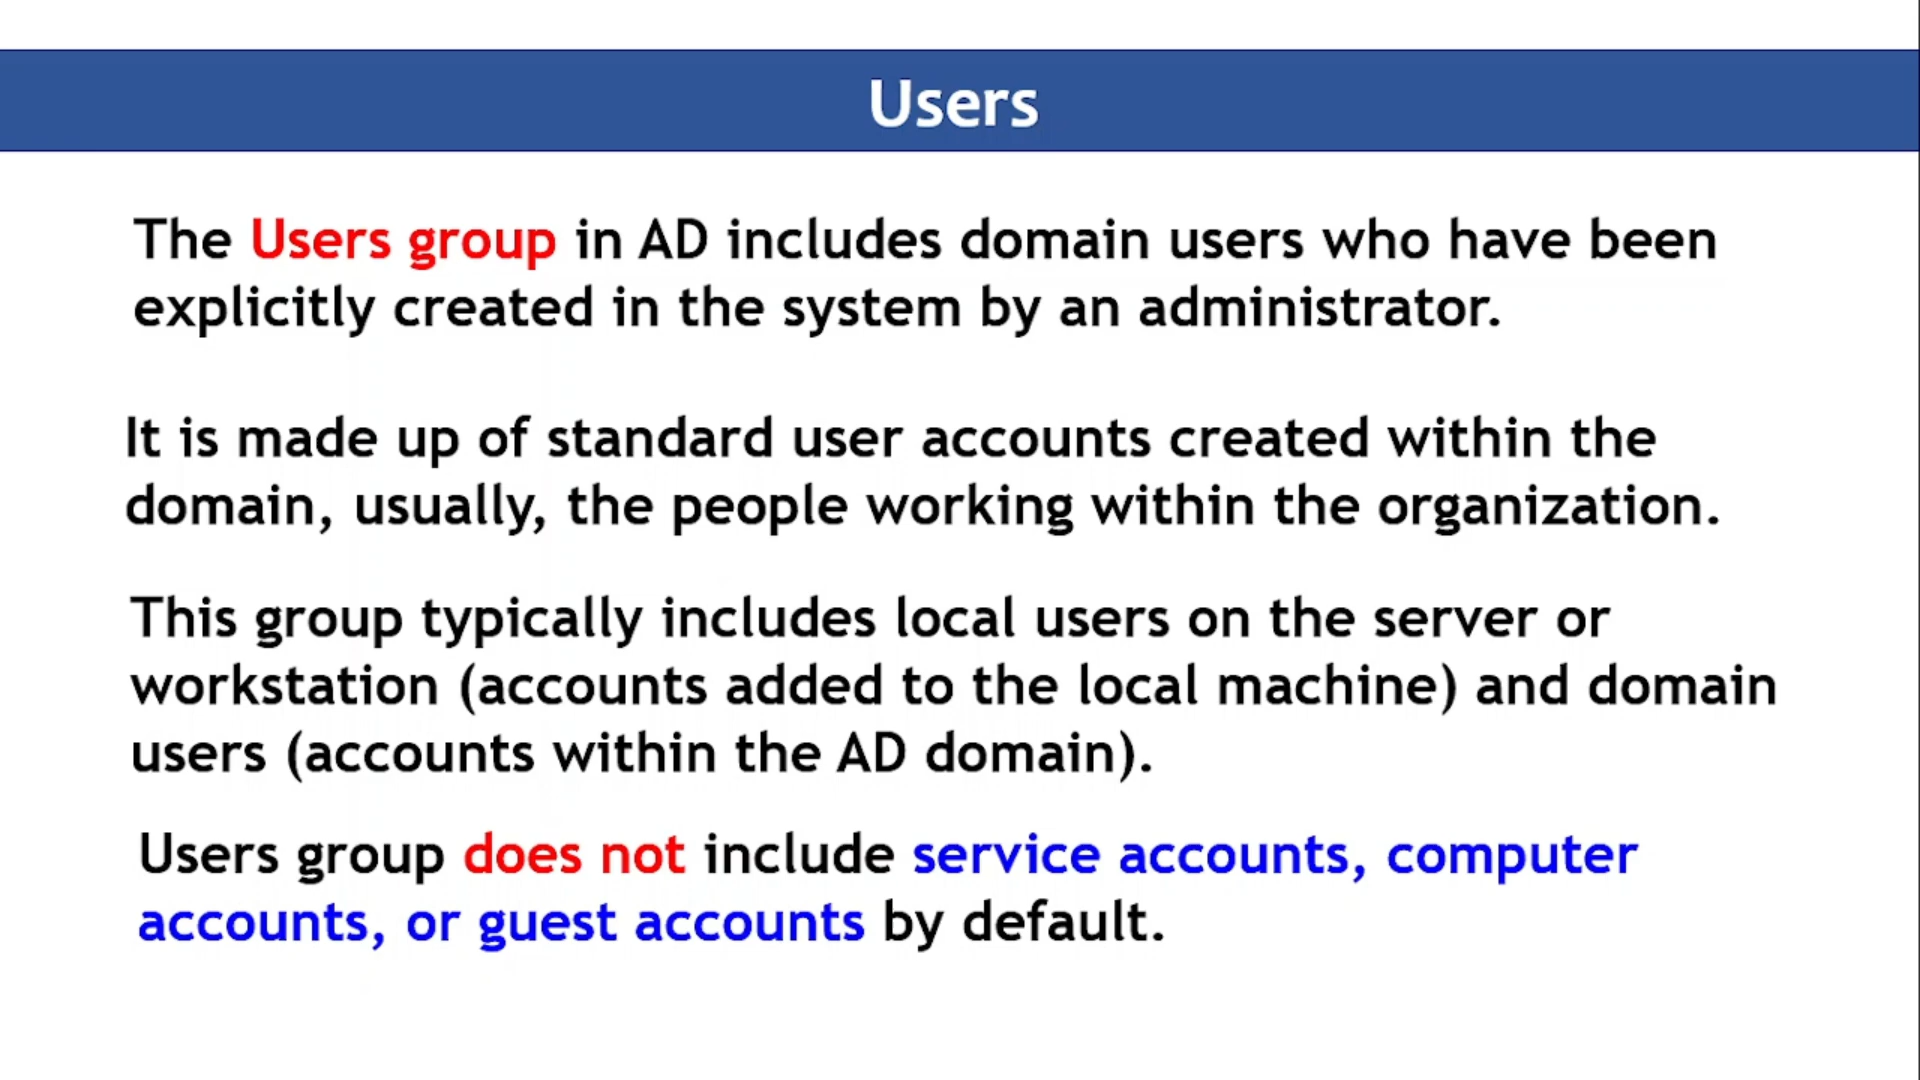 Users
The Users group in AD includes domain users who have been
explicitly created in the system by an administrator.
It is made up of standard user accounts created within the
domain, usually, the people working within the organization.
This group typically includes local users on the server or
workstation (accounts added to the local machine) and domain
users (accounts within the AD domain).
Users group does not include service accounts, computer
accounts, or guest accounts by default.